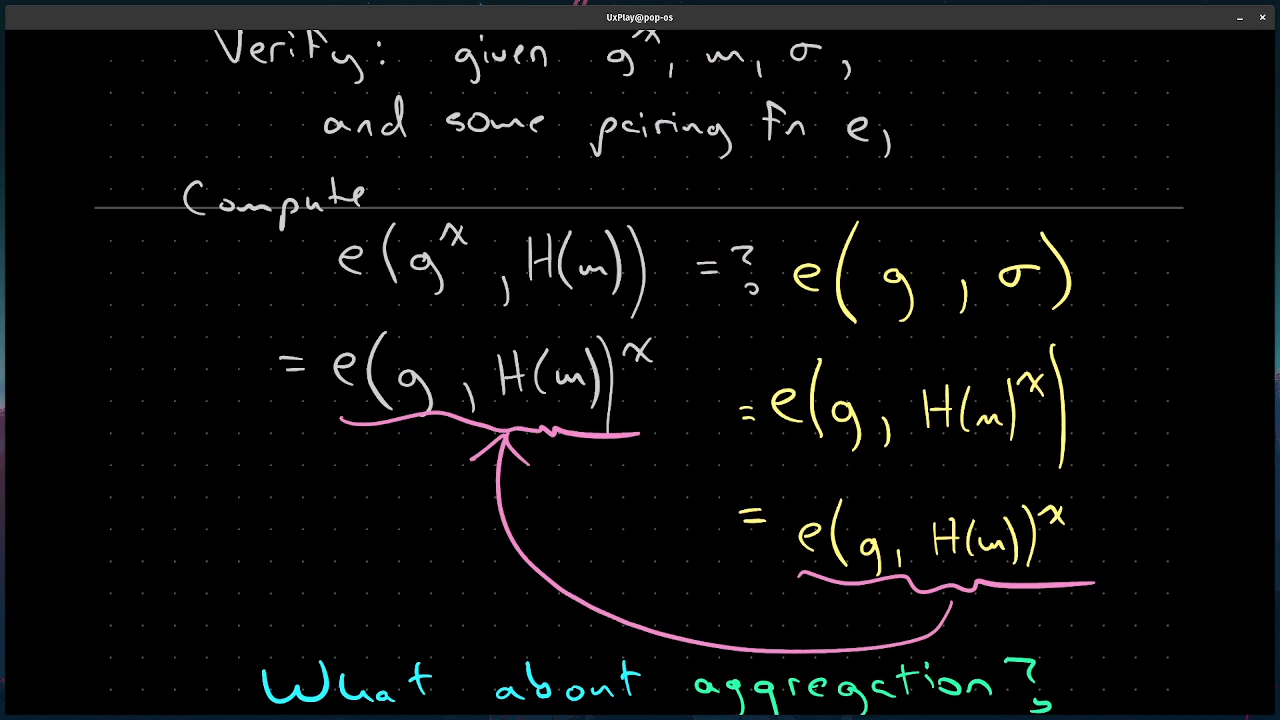 UxPlay@pop-os
Verify: given g^x, m, σ,
and some pairing fn e,
Compute
e(g^x, H(m)) =? e(g, σ)
= e(g, H(m))^x
= e(g, H(m)^x)
= e(g, H(m))^x
What about aggregation?